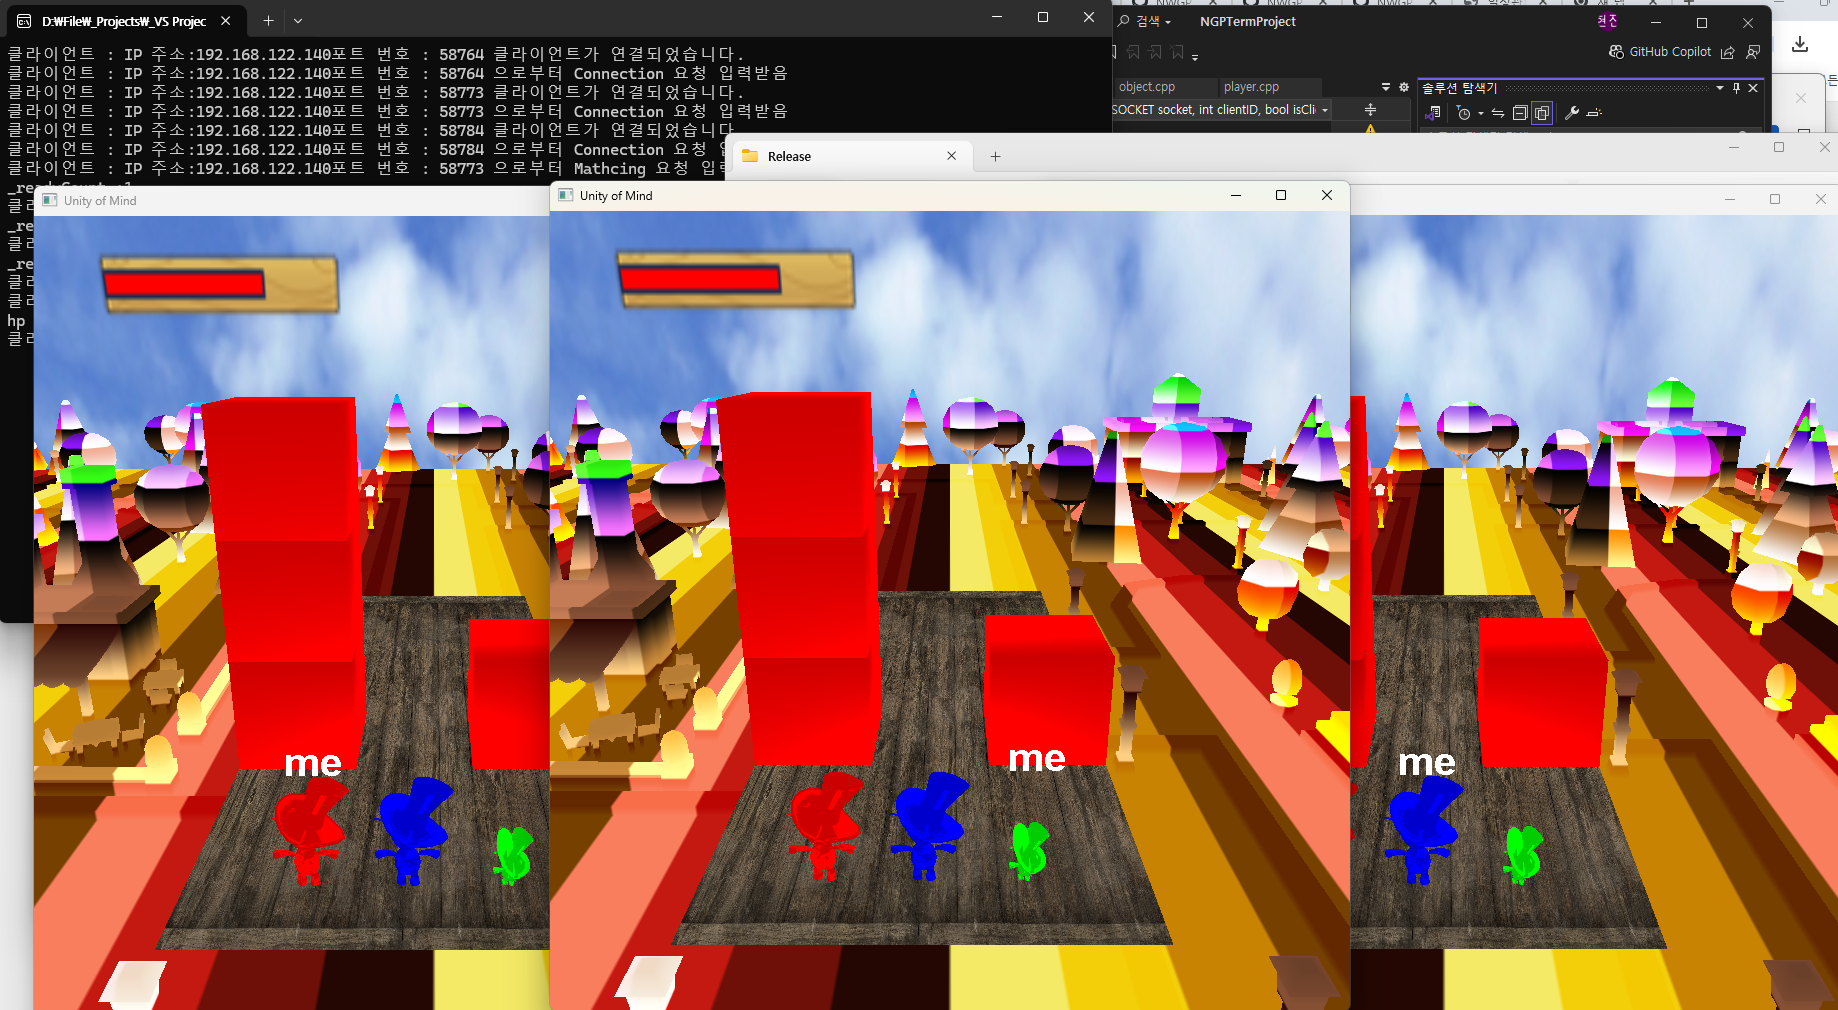 D:₩File₩_Projects₩_VS Projec
클라이언트 : IP 주소:192.168.122.140포트 번호 : 58764 클라이언트가 연결되었습니다.
클라이언트 : IP 주소:192.168.122.140포트 번호 : 58764 으로부터 Connection 요청 입력받음
클라이언트 : IP 주소:192.168.122.140포트 번호 : 58773 클라이언트가 연결되었습니다.
클라이언트 : IP 주소:192.168.122.140포트 번호 : 58773 으로부터 Connection 요청 입력받음
클라이언트 : IP 주소:192.168.122.140포트 번호 : 58784 클라이언트가 연결되었습니다
클라이언트 : IP 주소:192.168.122.140포트 번호 : 58784 으로부터 Connection 요청
클라이언트 : IP 주소:192.168.122.140포트 번호 : 58773 으로부터 Mathcing 요청
hp
검색
NGPTermProject
현진
GitHub Copilot
object.cpp
player.cpp
솔루션 탐색기
SOCKET socket, int clientID, bool isCli
Release
Unity of Mind
Unity of Mind
me
me
me